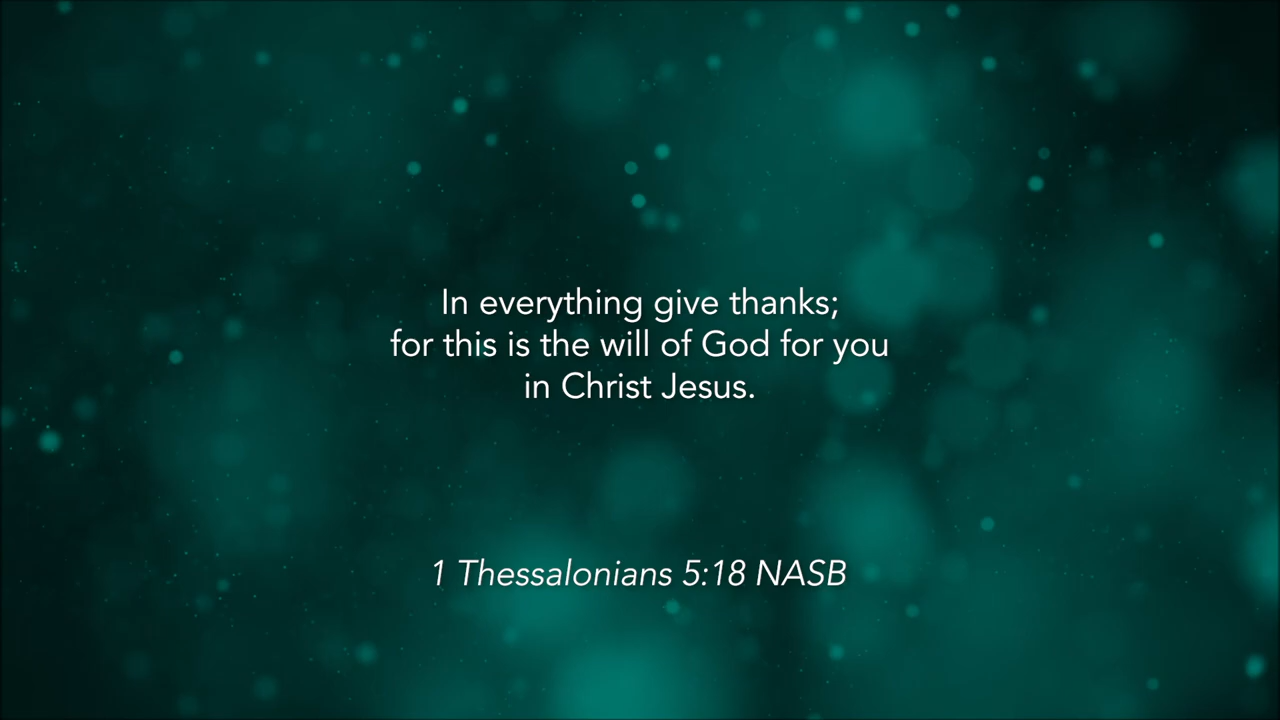 In everything give thanks;
for this is the will of God for you
in Christ Jesus.
1 Thessalonians 5:18 NASB